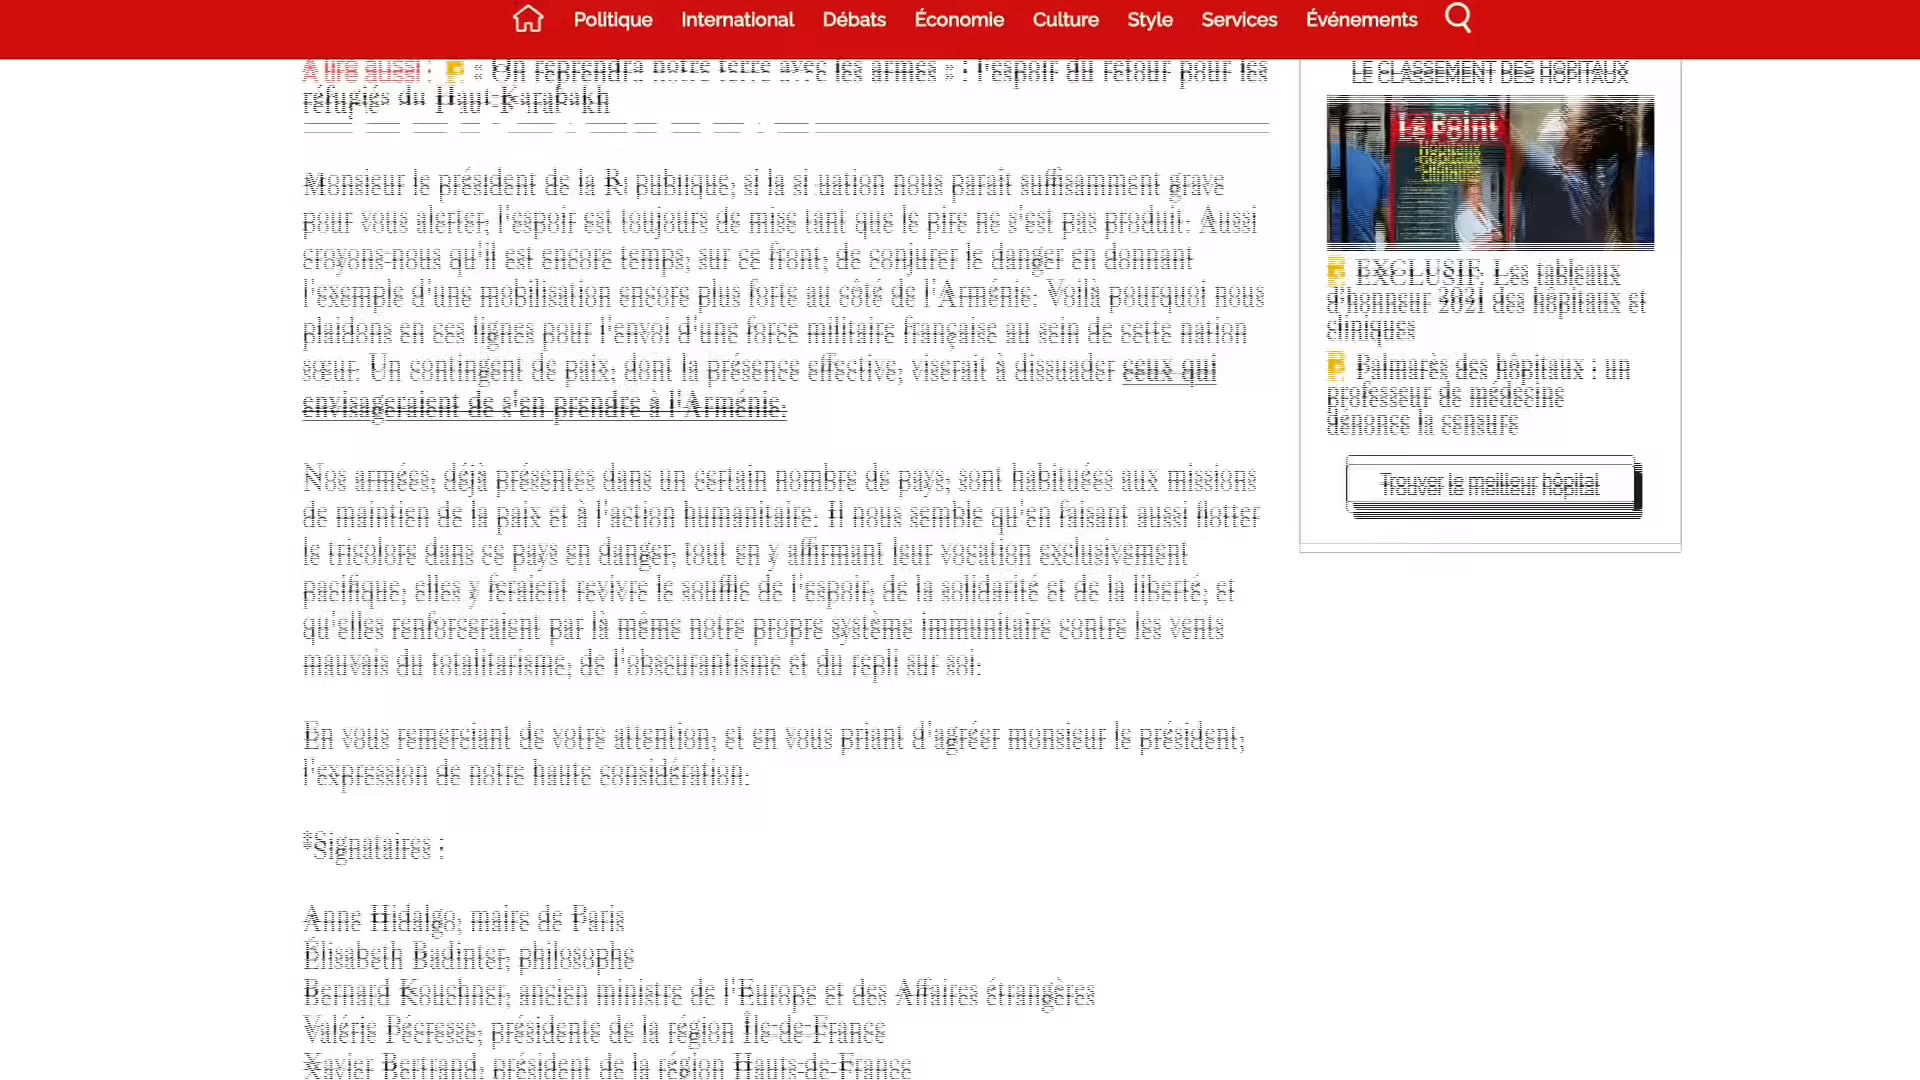 Politique International Débats Économie Culture Style Services Événements
A lire aussi : P « On reprendra notre terre avec les armes » : l'espoir du retour pour les
réfugiés du Haut-Karabakh
Monsieur le président de la République, si la situation nous paraît suffisamment grave
pour vous alerter, l'espoir est toujours de mise tant que le pire ne s'est pas produit. Aussi
croyons-nous qu'il est encore temps, sur ce front, de conjurer le danger en donnant
l'exemple d'une mobilisation encore plus forte au côté de l'Arménie. Voilà pourquoi nous
plaidons en ces lignes pour l'envoi d'une force militaire française au sein de cette nation
sœur. Un contingent de paix, dont la présence effective, viserait à dissuader ceux qui
envisageraient de s'en prendre à l'Arménie.
Nos armées, déjà présentes dans un certain nombre de pays, sont habituées aux missions
de maintien de la paix et à l'action humanitaire. Il nous semble qu'en faisant aussi flotter
le tricolore dans ce pays en danger, tout en y affirmant leur vocation exclusivement
pacifique, elles y feraient revivre le souffle de l'espoir, de la solidarité et de la liberté, et
qu'elles renforceraient par là même notre propre système immunitaire contre les vents
mauvais du totalitarisme, de l'obscurantisme et du repli sur soi.
En vous remerciant de votre attention, et en vous priant d'agréer monsieur le président,
l'expression de notre haute considération.
*Signataires :
Anne Hidalgo, maire de Paris
Élisabeth Badinter, philosophe
Bernard Kouchner, ancien ministre de l'Europe et des Affaires étrangères
Valérie Pécresse, présidente de la région Île-de-France
Xavier Bertrand, président de la région Hauts-de-France
LE CLASSEMENT DES HÔPITAUX
Le Point
Hôpitaux
cliniques
P EXCLUSIF. Les tableaux
d'honneur 2021 des hôpitaux et
cliniques
P Palmarès des hôpitaux : un
professeur de médecine
dénonce la censure
Trouver le meilleur hôpital